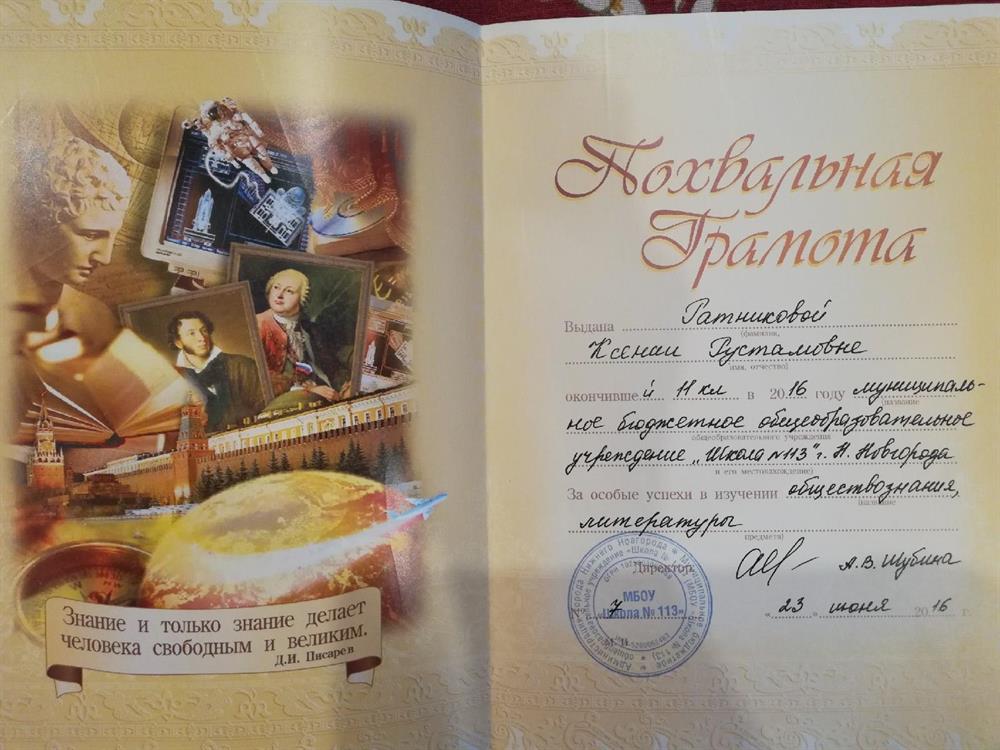 Знание и только знание делает
человека свободным и великим.
Д.И. Писарев
Похвальная
Грамота
Выдана Ратниковой
(фамилия,
Ксении Рустамовне
имя, отчество)
окончившей 11 кл в 2016 году муниципаль-
(название
ное бюджетное общеобразовательное
общеобразовательного учреждения
учреждение „Школа №113" г. Н. Новгорода
и его местонахождение)
За особые успехи в изучении обществознания,
(название
литературы
предмета)
Директор А.В. Шубина
МБОУ
«Школа № 113»
№ 7
«23» июня 2016 г.